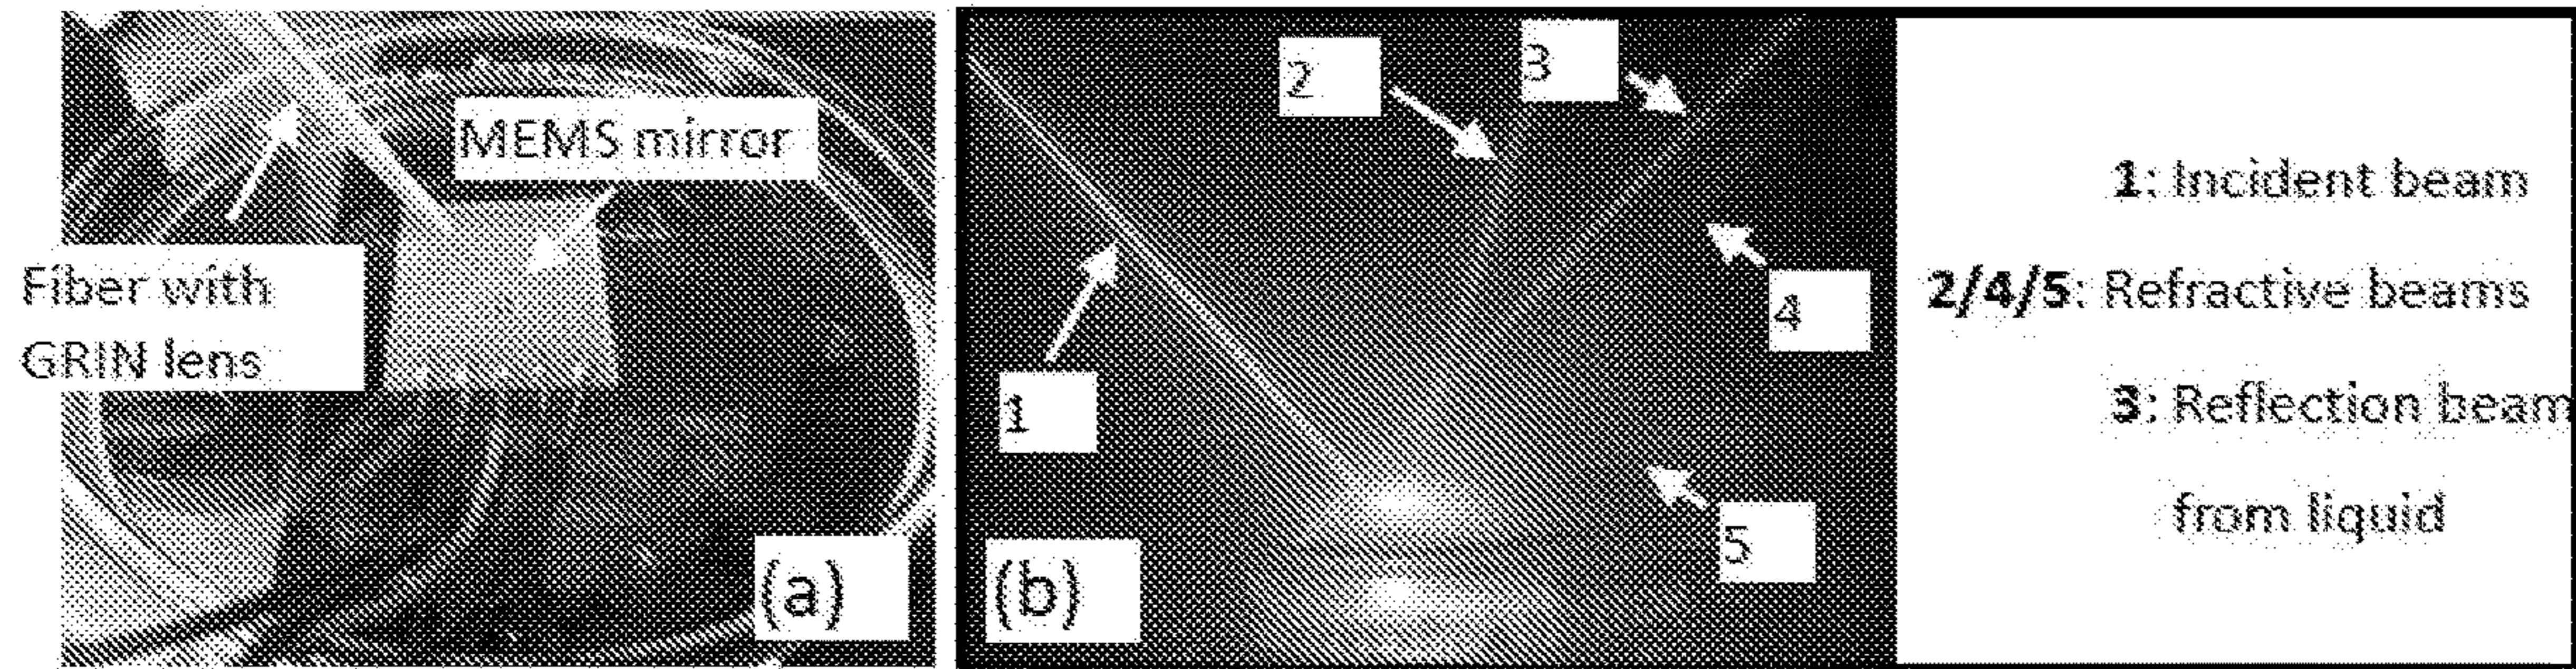 MEMS mirror
Fiber with
GRIN lens
(a)
2
3
1
4
5
(b)
1: Incident beam
2/4/5: Refractive beams
3: Reflection beam
from liquid